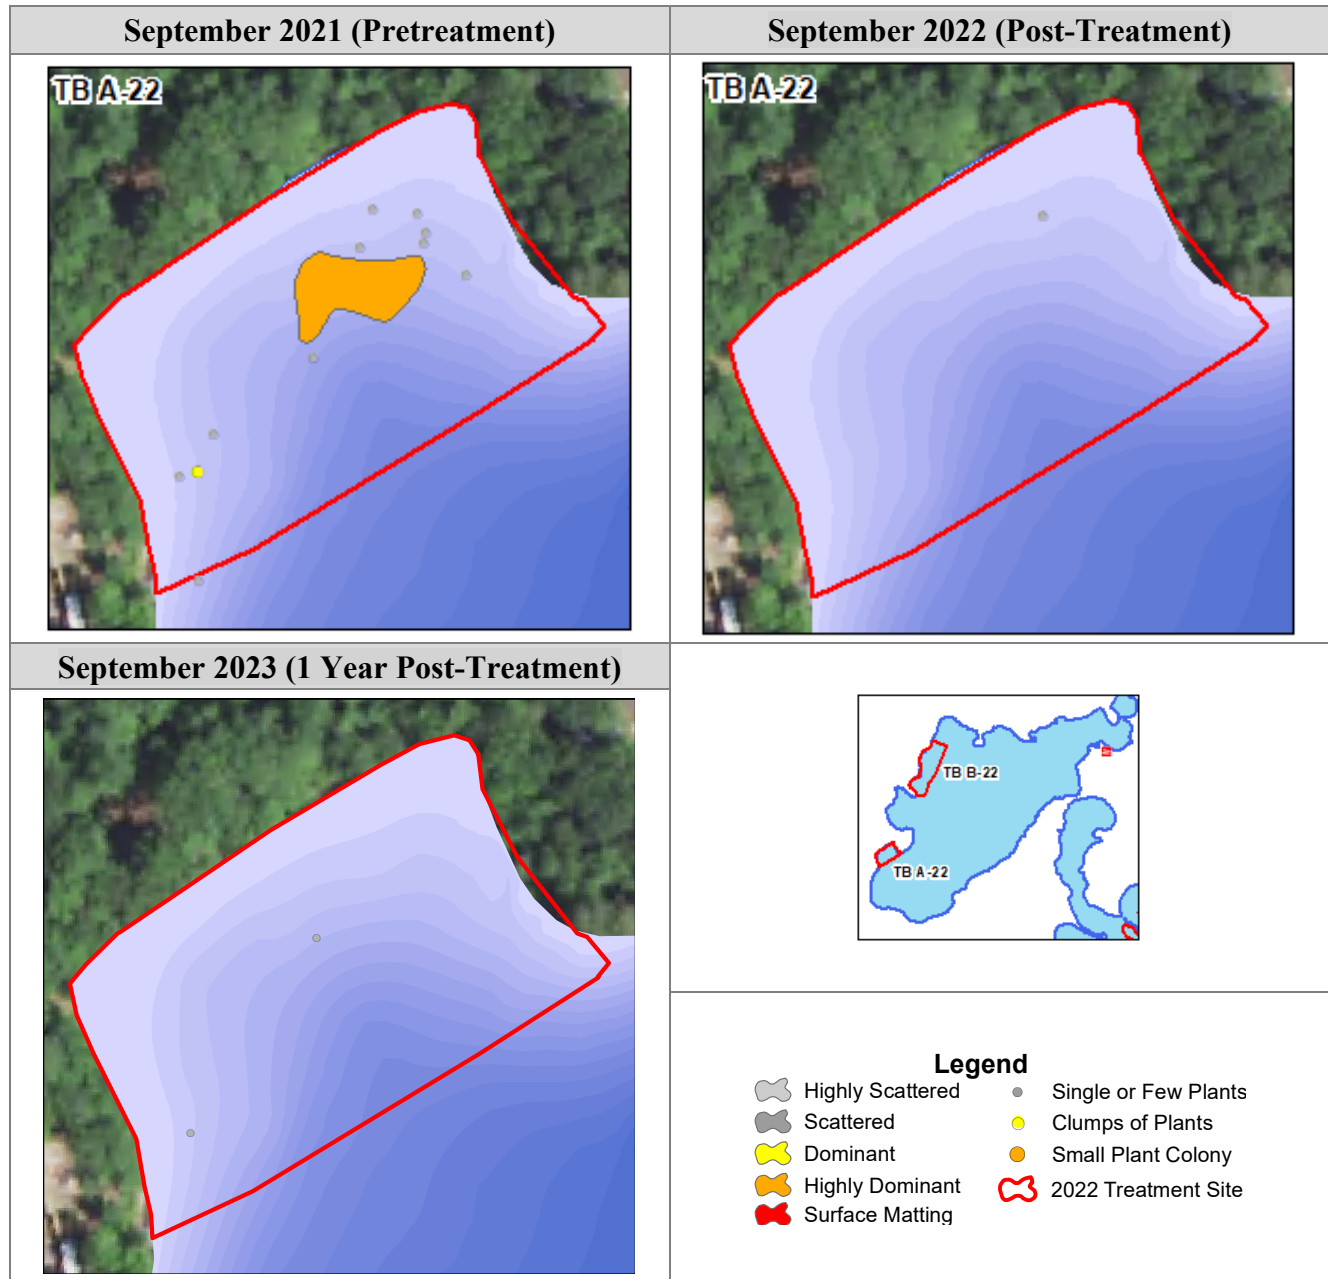 September 2021 (Pretreatment)
September 2022 (Post-Treatment)
TB A-22
TB A-22
September 2023 (1 Year Post-Treatment)
TB B-22
TB A-22
Legend
Highly Scattered
Scattered
Dominant
Highly Dominant
Surface Matting
Single or Few Plants
Clumps of Plants
Small Plant Colony
2022 Treatment Site